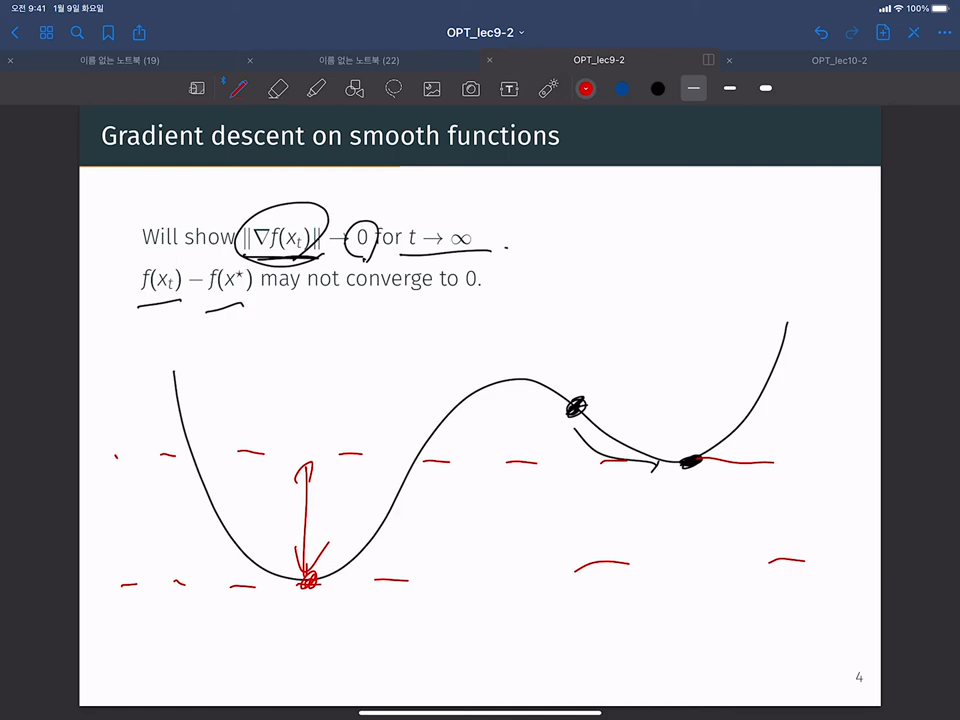 오전 9:41 1월 9일 화요일
100%
OPT_lec9-2
이름 없는 노트북 (19)
이름 없는 노트북 (22)
OPT_lec9-2
OPT_lec10-2
Gradient descent on smooth functions
Will show ‖∇f(xₜ)‖ → 0 for t → ∞
f(xₜ) − f(x⋆) may not converge to 0.
4